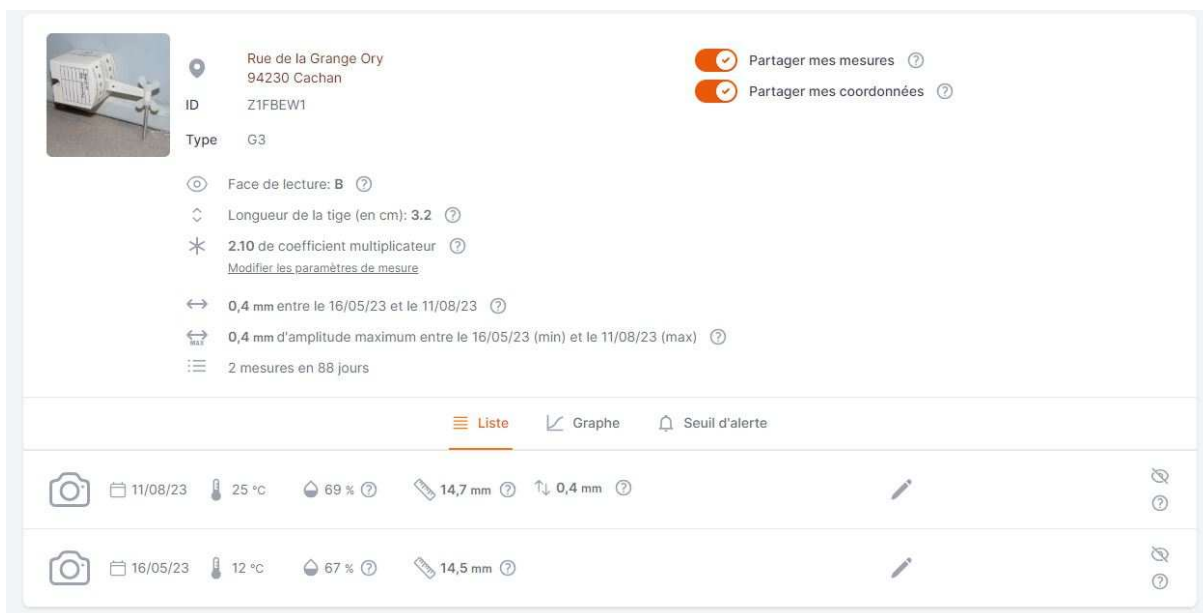 Rue de la Grange Ory
94230 Cachan
ID Z1FBEW1
Type G3
Partager mes mesures ?
Partager mes coordonnées ?
Face de lecture: B ?
Longueur de la tige (en cm): 3.2 ?
2.10 de coefficient multiplicateur ?
Modifier les paramètres de mesure
0,4 mm entre le 16/05/23 et le 11/08/23 ?
MAX 0,4 mm d'amplitude maximum entre le 16/05/23 (min) et le 11/08/23 (max) ?
2 mesures en 88 jours
Liste Graphe Seuil d'alerte
11/08/23 25 °C 69 % ? 14,7 mm ? 0,4 mm ?
?
16/05/23 12 °C 67 % ? 14,5 mm ?
?